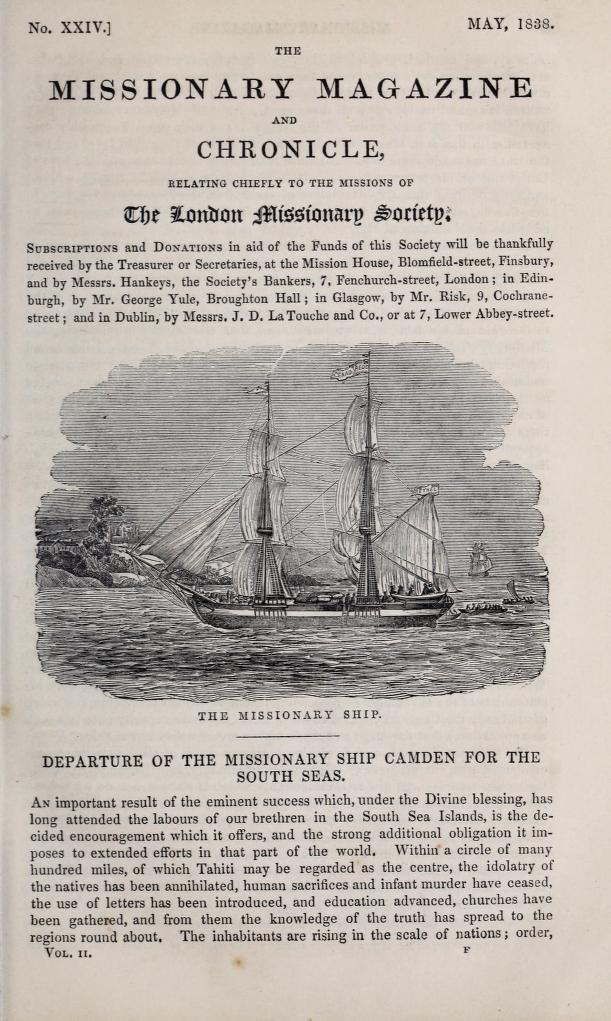 No. XXIV.]
MAY, 1838.
THE
MISSIONARY MAGAZINE
AND
CHRONICLE,
RELATING CHIEFLY TO THE MISSIONS OF
The London Missionary Society.
SUBSCRIPTIONS and DONATIONS in aid of the Funds of this Society will be thankfully
received by the Treasurer or Secretaries, at the Mission House, Blomfield-street, Finsbury,
and by Messrs. Hankeys, the Society's Bankers, 7, Fenchurch-street, London; in Edin-
burgh, by Mr. George Yule, Broughton Hall; in Glasgow, by Mr. Risk, 9, Cochrane-
street; and in Dublin, by Messrs. J. D. La Touche and Co., or at 7, Lower Abbey-street.
THE MISSIONARY SHIP.
DEPARTURE OF THE MISSIONARY SHIP CAMDEN FOR THE
SOUTH SEAS.
AN important result of the eminent success which, under the Divine blessing, has
long attended the labours of our brethren in the South Sea Islands, is the de-
cided encouragement which it offers, and the strong additional obligation it im-
poses to extended efforts in that part of the world. Within a circle of many
hundred miles, of which Tahiti may be regarded as the centre, the idolatry of
the natives has been annihilated, human sacrifices and infant murder have ceased,
the use of letters has been introduced, and education advanced, churches have
been gathered, and from them the knowledge of the truth has spread to the
regions round about. The inhabitants are rising in the scale of nations; order,
VOL. II.
F